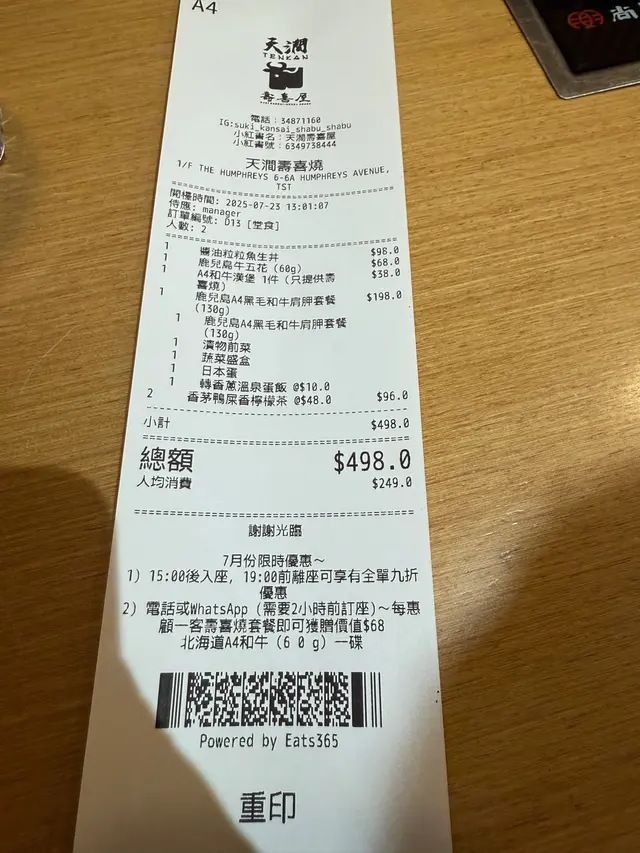 A4
天潤
TENKAN
壽喜屋
電話：34871160
IG:suki_kansai_shabu_shabu
小紅書名：天潤壽喜屋
小紅書號：6349738444
天潤壽喜燒
1/F THE HUMPHREYS 6-6A HUMPHREYS AVENUE,
TST
開檯時間: 2025-07-23 13:01:07
侍應: manager
訂單編號: D13 [堂食]
人數: 2
1 醬油粒粒魚生丼 $98.0
1 鹿兒島牛五花 (60g) $68.0
1 A4和牛漢堡 1件 (只提供壽 $38.0
喜燒)
1 鹿兒島A4黑毛和牛肩胛套餐 $198.0
(130g)
1 鹿兒島A4黑毛和牛肩胛套餐
(130g)
1 漬物前菜
1 蔬菜盛盒
1 日本蛋
1 轉香蔥溫泉蛋飯 @$10.0
2 香茅鴨屎香檸檬茶 @$48.0 $96.0
小計 $498.0
總額 $498.0
人均消費 $249.0
謝謝光臨
7月份限時優惠～
1) 15:00後入座, 19:00前離座可享有全單九折
優惠
2) 電話或WhatsApp (需要2小時前訂座)～每惠
顧一客壽喜燒套餐即可獲贈價值$68
北海道A4和牛 (6 0 g) 一碟
Powered by Eats365
重印